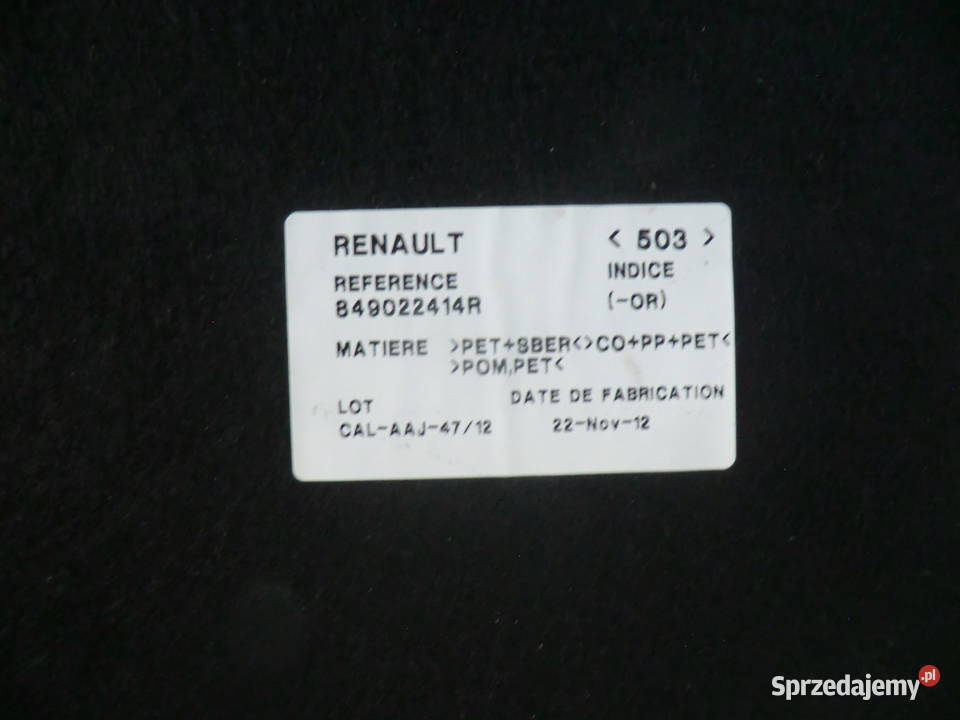 RENAULT < 503 >
REFERENCE INDICE
849022414R (-OR)
MATIERE >PET+SBER<>CO+PP+PET<
>POM,PET<
LOT DATE DE FABRICATION
CAL-AAJ-47/12 22-Nov-12
Sprzedajemy.pl